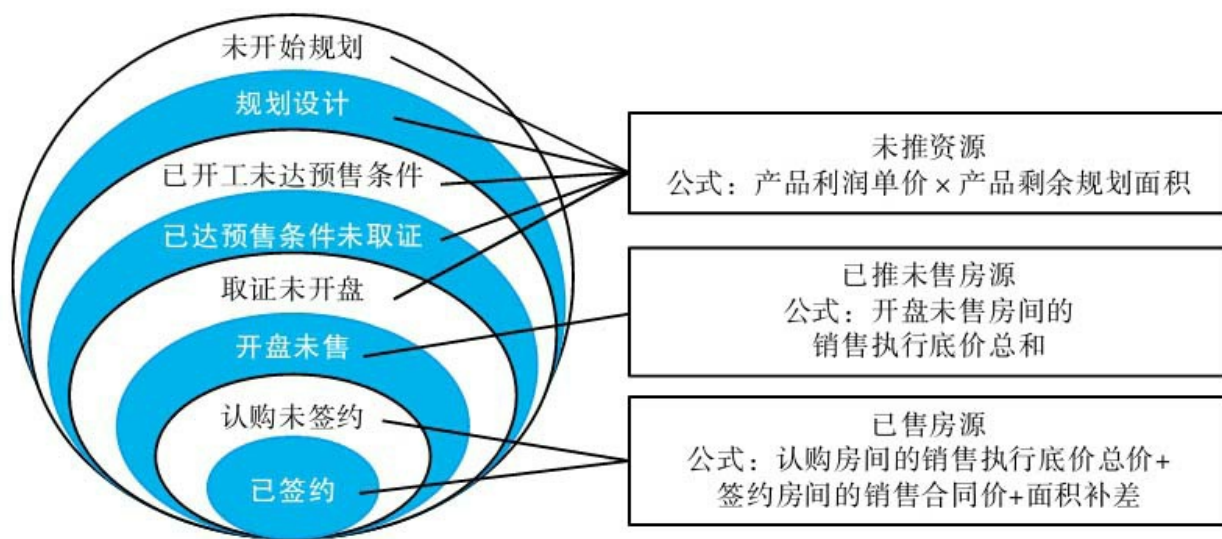 未开始规划
规划设计
已开工未达预售条件
已达预售条件未取证
取证未开盘
开盘未售
认购未签约
已签约
未推资源
公式：产品利润单价×产品剩余规划面积
已推未售房源
公式：开盘未售房间的
销售执行底价总和
已售房源
公式：认购房间的销售执行底价总价+
签约房间的销售合同价+面积补差